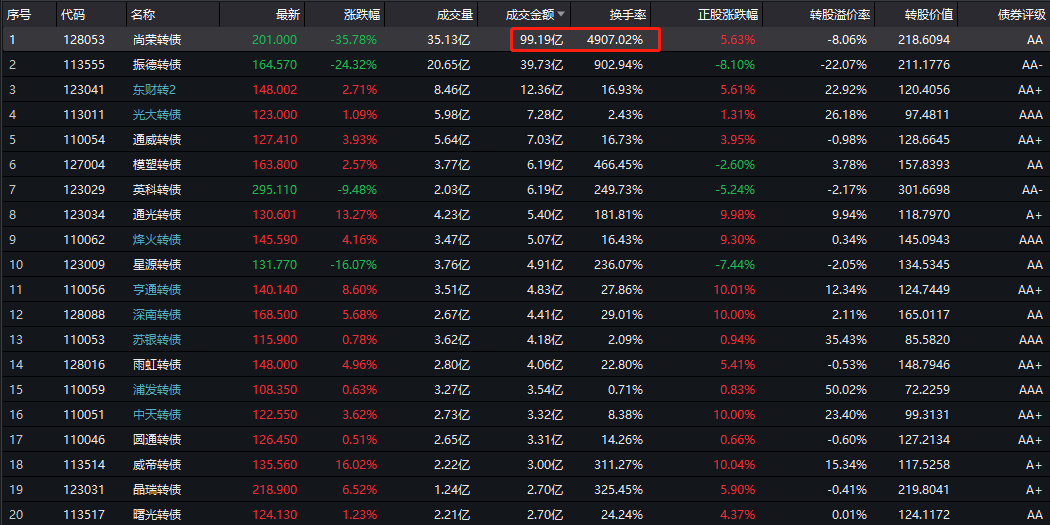 序号 代码 名称 最新 涨跌幅 成交量 成交金额 换手率 正股涨跌幅 转股溢价率 转股价值 债券评级
1 128053 尚荣转债 201.000 -35.78% 35.13亿 99.19亿 4907.02% 5.63% -8.06% 218.6094 AA
2 113555 振德转债 164.570 -24.32% 20.65亿 39.73亿 902.94% -8.10% -22.07% 211.1776 AA-
3 123041 东财转2 148.002 2.71% 8.46亿 12.36亿 16.93% 5.61% 22.92% 120.4056 AA+
4 113011 光大转债 123.000 1.09% 5.98亿 7.28亿 2.43% 1.31% 26.18% 97.4811 AAA
5 110054 通威转债 127.410 3.93% 5.64亿 7.03亿 16.73% 3.95% -0.98% 128.6645 AA+
6 127004 模塑转债 163.800 2.57% 3.77亿 6.19亿 466.45% -2.60% 3.78% 157.8393 AA
7 123029 英科转债 295.110 -9.48% 2.03亿 6.19亿 249.73% -5.24% -2.17% 301.6698 AA-
8 123034 通光转债 130.601 13.27% 4.23亿 5.40亿 181.81% 9.98% 9.94% 118.7970 A+
9 110062 烽火转债 145.590 4.16% 3.47亿 5.07亿 16.43% 9.30% 0.34% 145.0943 AAA
10 123009 星源转债 131.770 -16.07% 3.76亿 4.91亿 236.07% -7.44% -2.05% 134.5345 AA
11 110056 亨通转债 140.140 8.60% 3.51亿 4.83亿 27.86% 10.01% 12.34% 124.7449 AA+
12 128088 深南转债 168.500 5.68% 2.67亿 4.41亿 29.01% 10.00% 2.11% 165.0117 AA
13 110053 苏银转债 115.900 0.78% 3.62亿 4.18亿 2.09% 0.94% 35.43% 85.5820 AAA
14 128016 雨虹转债 148.000 4.96% 2.80亿 4.06亿 22.80% 5.41% -0.53% 148.7946 AA+
15 110059 浦发转债 108.350 0.63% 3.27亿 3.54亿 0.71% 0.83% 50.02% 72.2259 AAA
16 110051 中天转债 122.550 3.62% 2.73亿 3.32亿 8.38% 10.00% 23.40% 99.3131 AA+
17 110046 圆通转债 126.450 0.51% 2.65亿 3.31亿 14.26% 0.66% -0.60% 127.2134 AA+
18 113514 威帝转债 135.560 16.02% 2.22亿 3.00亿 311.27% 10.04% 15.34% 117.5258 A+
19 123031 晶瑞转债 218.900 6.52% 1.24亿 2.70亿 325.45% 5.90% -0.41% 219.8041 A+
20 113517 曙光转债 124.130 1.23% 2.21亿 2.70亿 24.24% 4.37% 0.01% 124.1172 AA